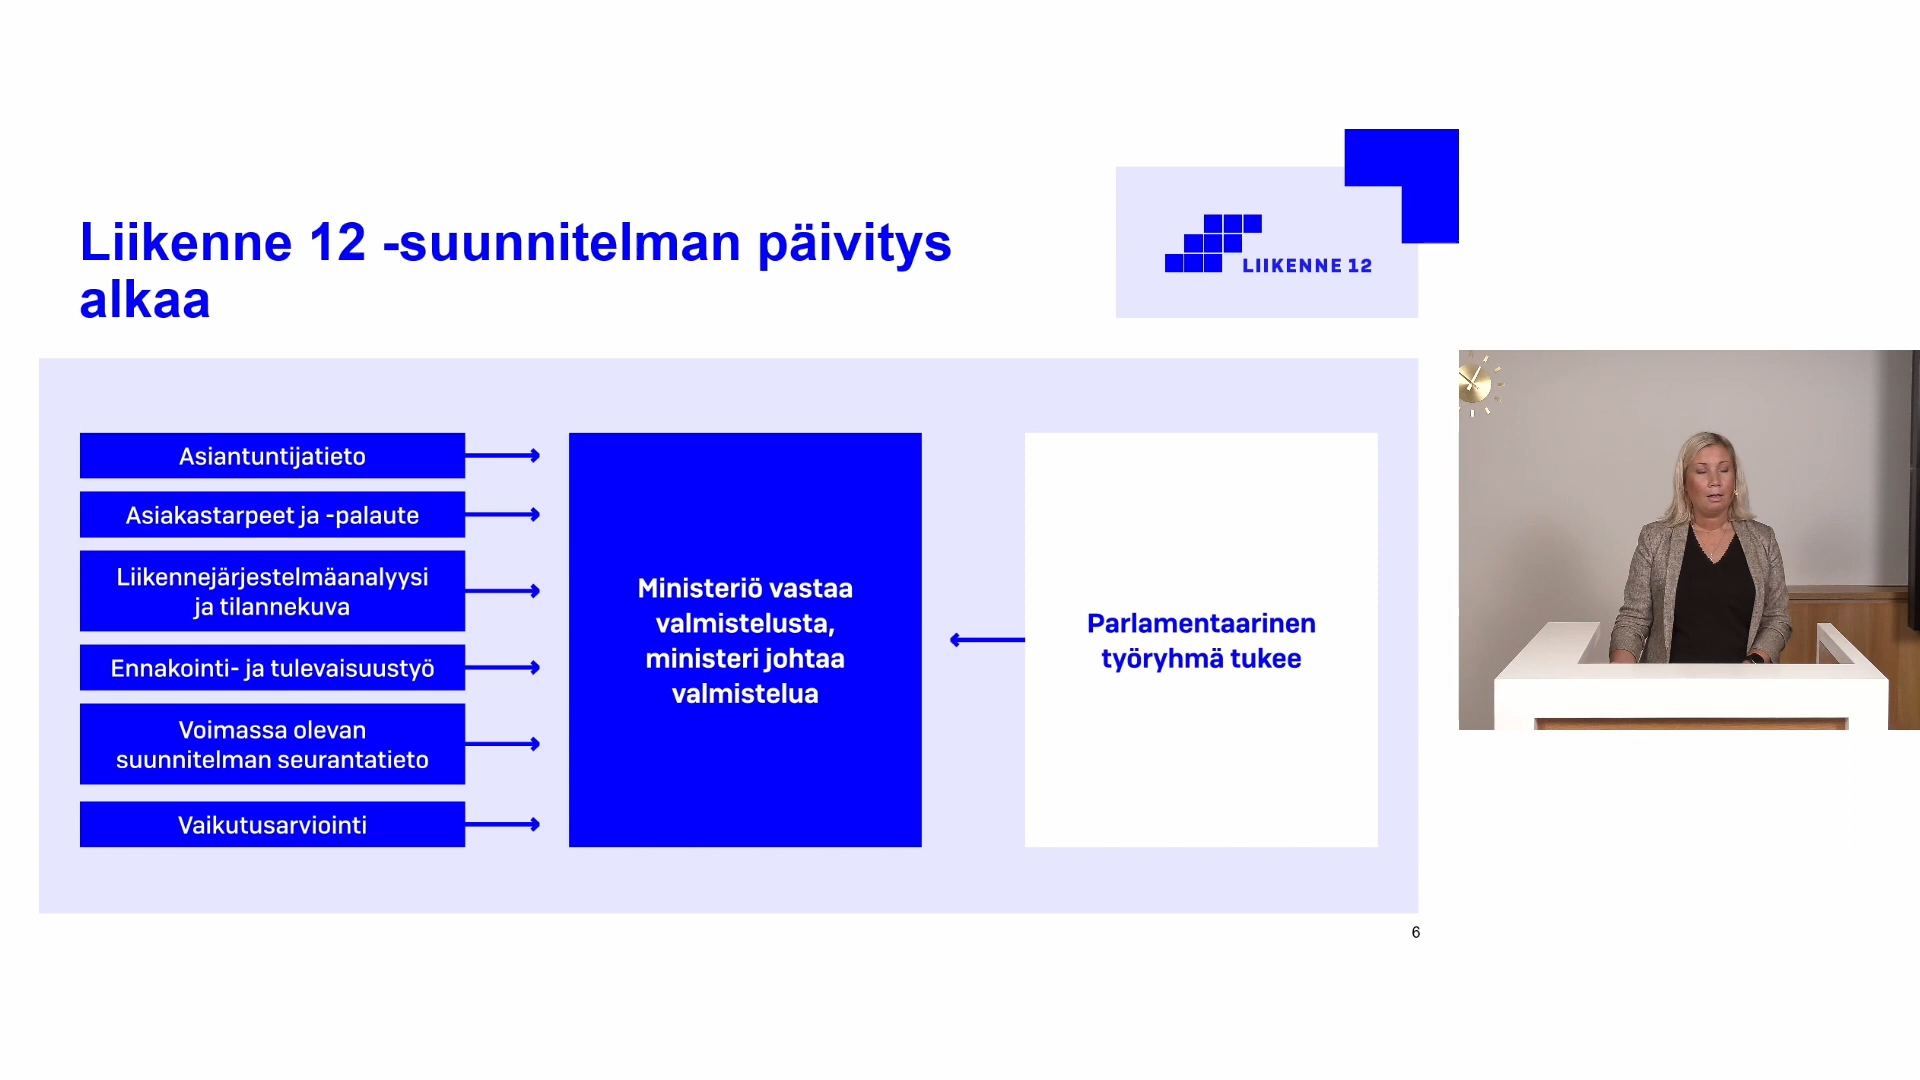 Liikenne 12 -suunnitelman päivitys
alkaa
LIIKENNE 12
Asiantuntijatieto
Asiakastarpeet ja -palaute
Liikennejärjestelmäanalyysi
ja tilannekuva
Ennakointi- ja tulevaisuustyö
Voimassa olevan
suunnitelman seurantatieto
Vaikutusarviointi
Ministeriö vastaa
valmistelusta,
ministeri johtaa
valmistelua
Parlamentaarinen
työryhmä tukee
6